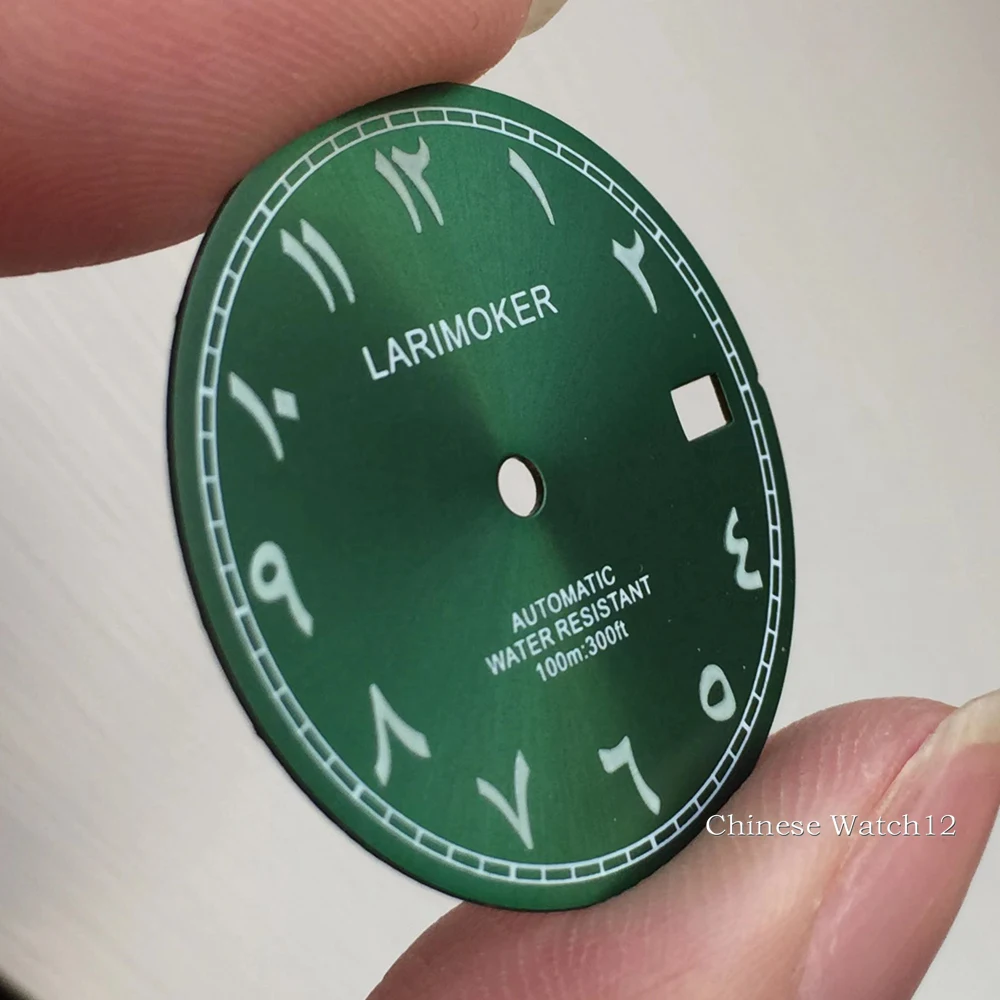 ١٢
١
٢
٤
٥
٦
٧
٨
٩
١٠
١١
LARIMOKER
AUTOMATIC
WATER RESISTANT
100m:300ft
Chinese Watch12